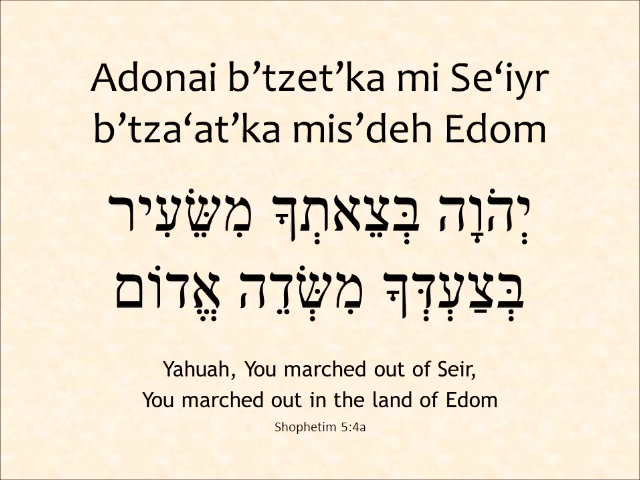 Adonai b’tzet’ka mi Se‘iyr
b’tza‘at’ka mis’deh Edom
יְהֹוָה בְּצֵאתְךָ מִשֵּׂעִיר
בְּצַעְדְּךָ מִשְּׂדֵה אֱדוֹם
Yahuah, You marched out of Seir,
You marched out in the land of Edom
Shophetim 5:4a